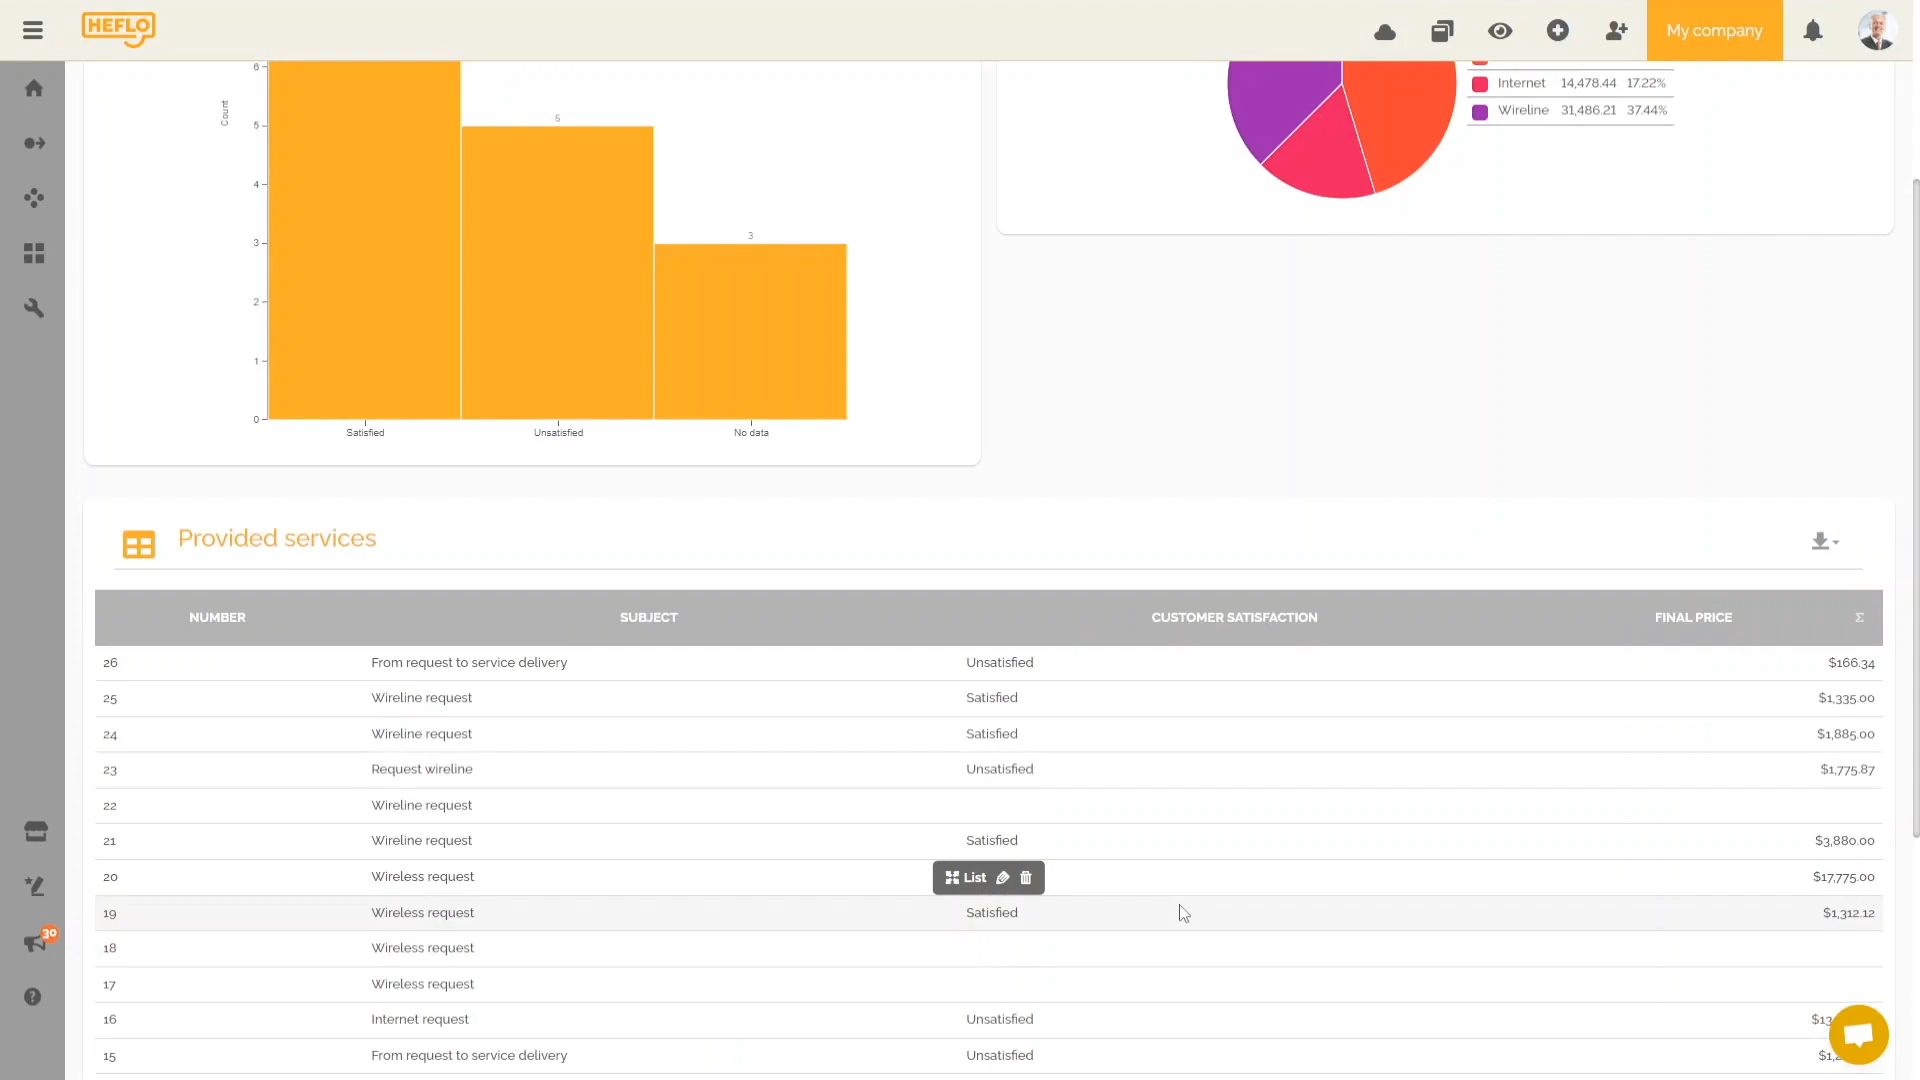 HEFLO
My company
6
5
4
3
2
1
0
Count
5
3
Satisfied
Unsatisfied
No data
Internet 14,478.44 17.22%
Wireline 31,486.21 37.44%
Provided services
NUMBER SUBJECT CUSTOMER SATISFACTION FINAL PRICE Σ
26 From request to service delivery Unsatisfied $166.34
25 Wireline request Satisfied $1,335.00
24 Wireline request Satisfied $1,885.00
23 Request wireline Unsatisfied $1,775.87
22 Wireline request
21 Wireline request Satisfied $3,880.00
20 Wireless request List $17,775.00
19 Wireless request Satisfied $1,312.12
18 Wireless request
17 Wireless request
16 Internet request Unsatisfied
15 From request to service delivery Unsatisfied
30